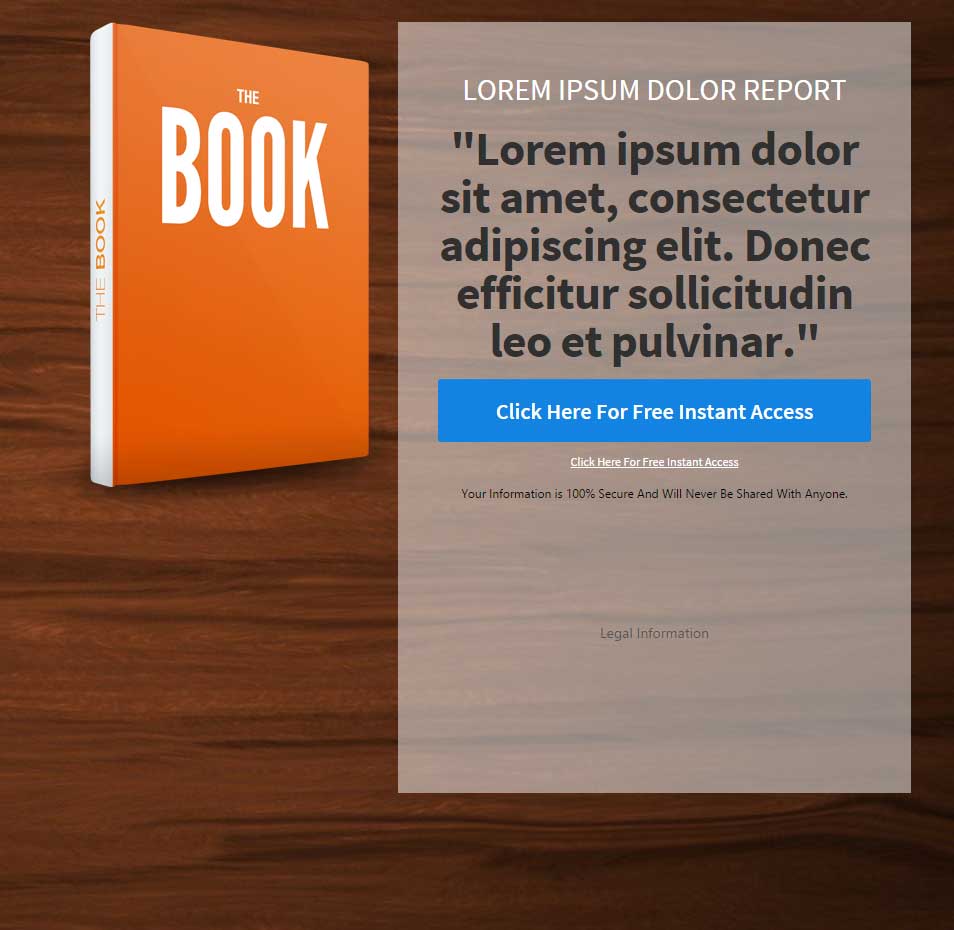 THE
BOOK
THE BOOK
LOREM IPSUM DOLOR REPORT
"Lorem ipsum dolor
sit amet, consectetur
adipiscing elit. Donec
efficitur sollicitudin
leo et pulvinar."
Click Here For Free Instant Access
Click Here For Free Instant Access
Your Information is 100% Secure And Will Never Be Shared With Anyone.
Legal Information